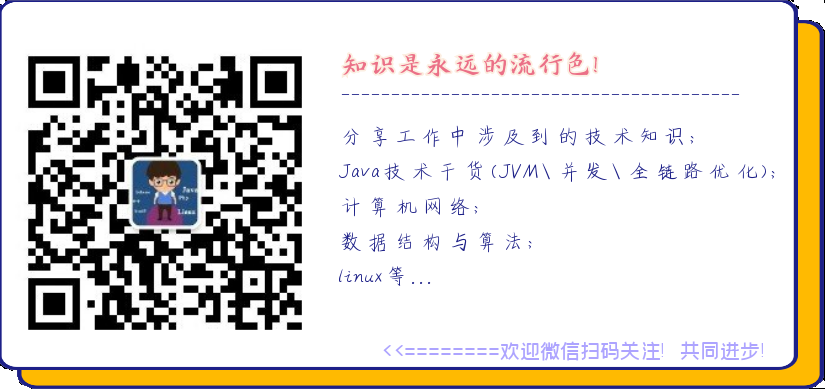 知识是永远的流行色!
分享工作中涉及到的技术知识;
Java技术干货(JVM\并发\全链路优化);
计算机网络;
数据结构与算法;
linux等...
<<========欢迎微信扫码关注! 共同进步!
Java
Php
Linux